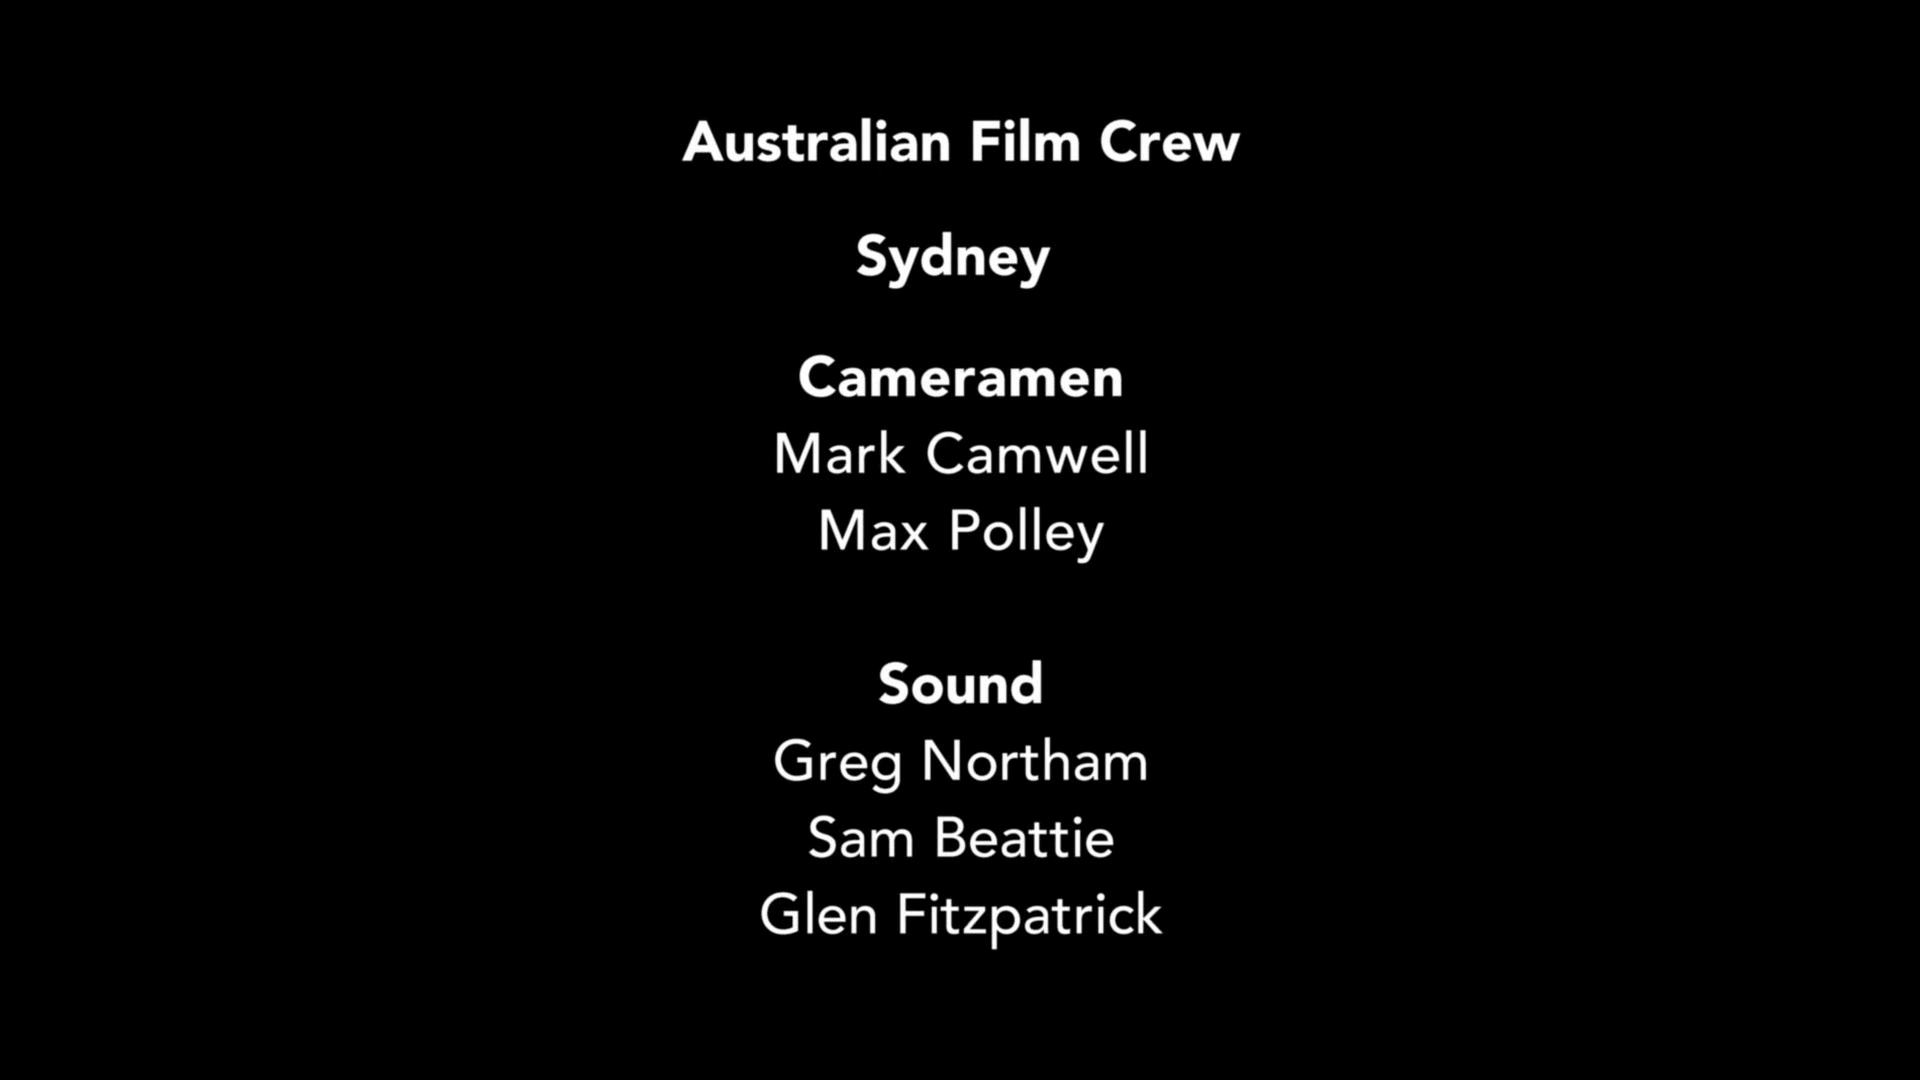 Australian Film Crew
Sydney
Cameramen
Mark Camwell
Max Polley
Sound
Greg Northam
Sam Beattie
Glen Fitzpatrick